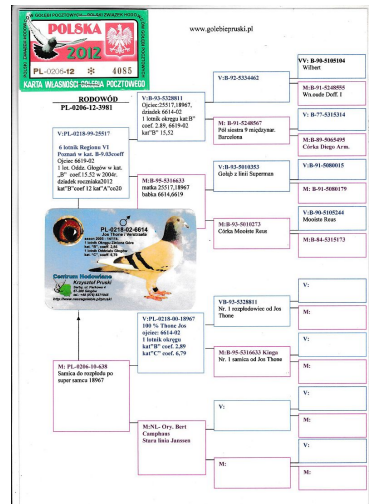 www.golebiepruski.pl
POLSKA
2012
PL-0206-12 * 4085
KARTA WŁASNOŚCI GOŁĘBIA POCZTOWEGO
RODOWÓD
PL-0206-12-3981
V:PL-0218-99-25517
6 lotnik Regionu VI
Poznań w kat. B-9.03coeff
Ojciec 6619-02
1 lot. Oddz. Głogów w kat.
„B" coef. 15.52 w 2004r.
dziadek rocznika2012
kat"B"coef 12 kat"A"co20
V:B-93-5328811
Ojciec:25517,18967,
dziadek 6614-02
1 lotnik okręgu kat:B"
coef. 2.89, 6619-02
kat"B" 15,52
M:B-95-5316633
matka 25517,18967
babka 6614,6619
V:B-92-5334462
M:B-91-5248567
Pół siostra 9 międzynar.
Barcelona
V:B-93-5010353
Gołąb z linii Superman
M:B-93-5010273
Córka Mooiste Reus
VV: B-90-5105104
Wilbert
M:B-91-5248555
Wn.oude Doff. I
V: B-77-5315314
M:B-89-5065495
Córka Diego Arm.
V:B-91-5080015
M: B-91-5080179
V:B-90-5105244
Mooiste Reus
M:B-84-5315173
PL-0218-02-6614
Jos Thone / Verstraete
Centrum Hodowlane
Krzysztof Pruski
M: PL-0206-10-638
Samica do rozpłodu po
super samcu 18967
V:PL-0218-00-18967
100 % Thone Jos
ojciec: 6614-02
1 lotnik okręgu
kat"B" coef. 2,89
kat"C" coef. 6,79
M:NL- Ory. Bert
Camphuus
Stara linia Janssen
VB-93-5328811
Nr. 1 rozpłodowiec od Jos
Thone
M:B-95-5316633 Kinga
Nr. 1 samica od Jos Thone
V:
M:
V:
M:
V:
M:
V:
M:
V:
M: